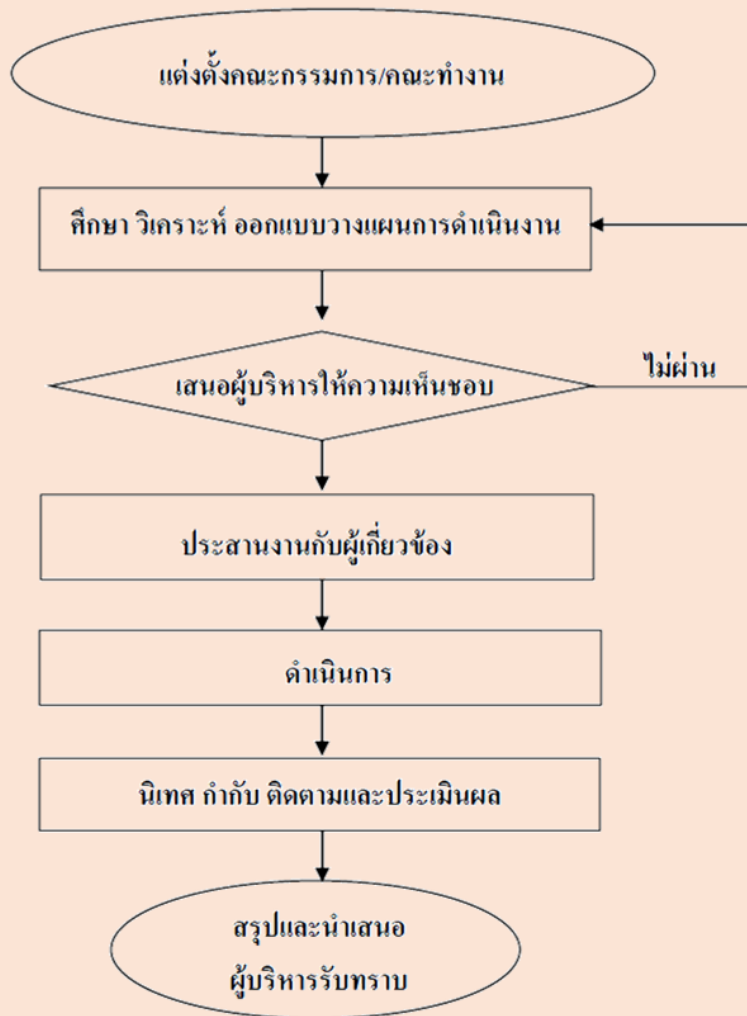 แต่งตั้งคณะกรรมการ/คณะทำงาน
ศึกษา วิเคราะห์ ออกแบบวางแผนการดำเนินงาน
เสนอผู้บริหารให้ความเห็นชอบ
ไม่ผ่าน
ประสานงานกับผู้เกี่ยวข้อง
ดำเนินการ
นิเทศ กำกับ ติดตามและประเมินผล
สรุปและนำเสนอ
ผู้บริหารรับทราบ